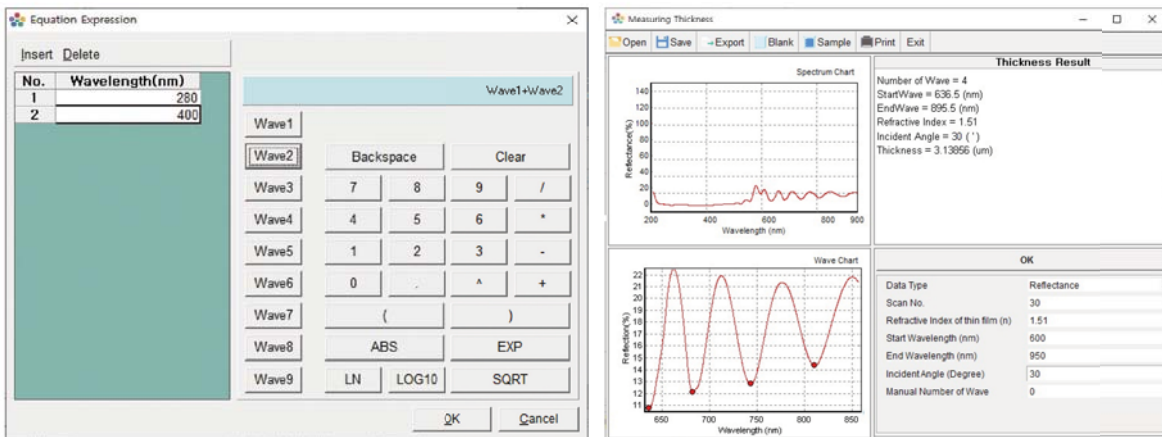 Equation Expression
Insert Delete
No. Wavelength(nm)
1 280
2 400
Wave1+Wave2
Wave1
Wave2 Backspace Clear
Wave3 7 8 9 /
Wave4 4 5 6 *
Wave5 1 2 3 -
Wave6 0 . ^ +
Wave7 ( )
Wave8 ABS EXP
Wave9 LN LOG10 SQRT
OK Cancel
Measuring Thickness
Open Save Export Blank Sample Print Exit
Spectrum Chart
Reflectance(%)
140
120
100
80
60
40
20
0
200 400 600 800 900
Wavelength (nm)
Thickness Result
Number of Wave = 4
StartWave = 636.5 (nm)
EndWave = 895.5 (nm)
Refractive Index = 1.51
Incident Angle = 30 ( ' )
Thickness = 3.13856 (um)
Wave Chart
Reflection(%)
22
21
20
19
18
17
16
15
14
13
12
11
650 700 750 800 850
Wavelength (nm)
OK
Data Type Reflectance
Scan No. 30
Refractive Index of thin film (n) 1.51
Start Wavelength (nm) 600
End Wavelength (nm) 950
Incident Angle (Degree) 30
Manual Number of Wave 0